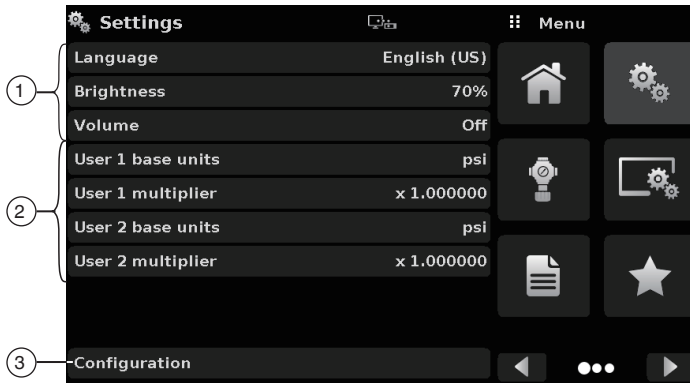 Settings
Menu
1
Language English (US)
Brightness 70%
Volume Off
2
User 1 base units psi
User 1 multiplier x 1.000000
User 2 base units psi
User 2 multiplier x 1.000000
3
Configuration